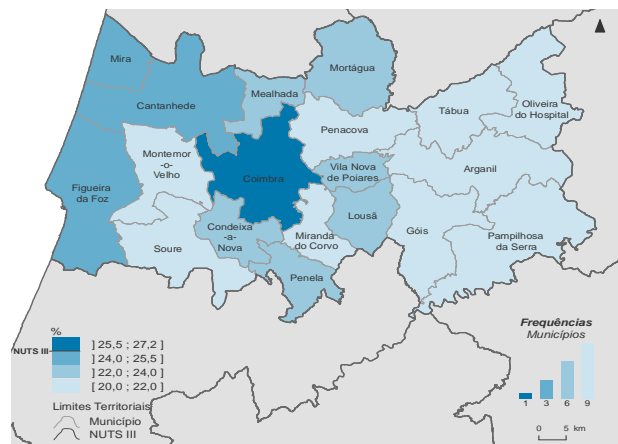 Mira
Mortágua
Mealhada
Cantanhede
Oliveira
do Hospital
Tábua
Penacova
Montemor
-o-
Velho
Vila Nova
de Poiares
Arganil
Coimbra
Figueira
da Foz
Lousã
Condeixa
-a-
Nova
Miranda
do Corvo
Góis
Pampilhosa
da Serra
Soure
Penela
%
NUTS III
] 25,5 ; 27,2 ]
] 24,0 ; 25,5 ]
] 22,0 ; 24,0 ]
[ 20,0 ; 22,0 ]
Limites Territoriais
Município
NUTS III
Frequências
Municípios
1 3 6 9
0 5 km